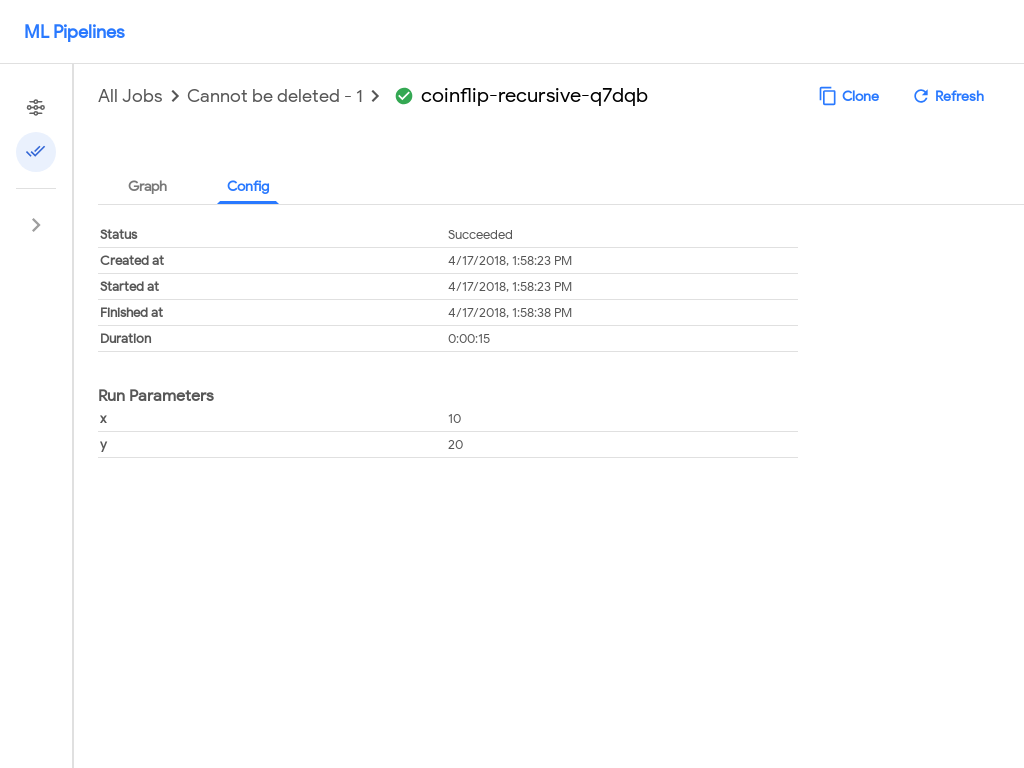 ML Pipelines
All Jobs Cannot be deleted - 1 coinflip-recursive-q7dqb Clone Refresh
Graph Config
Status Succeeded
Created at 4/17/2018, 1:58:23 PM
Started at 4/17/2018, 1:58:23 PM
Finished at 4/17/2018, 1:58:38 PM
Duration 0:00:15
Run Parameters
x 10
y 20